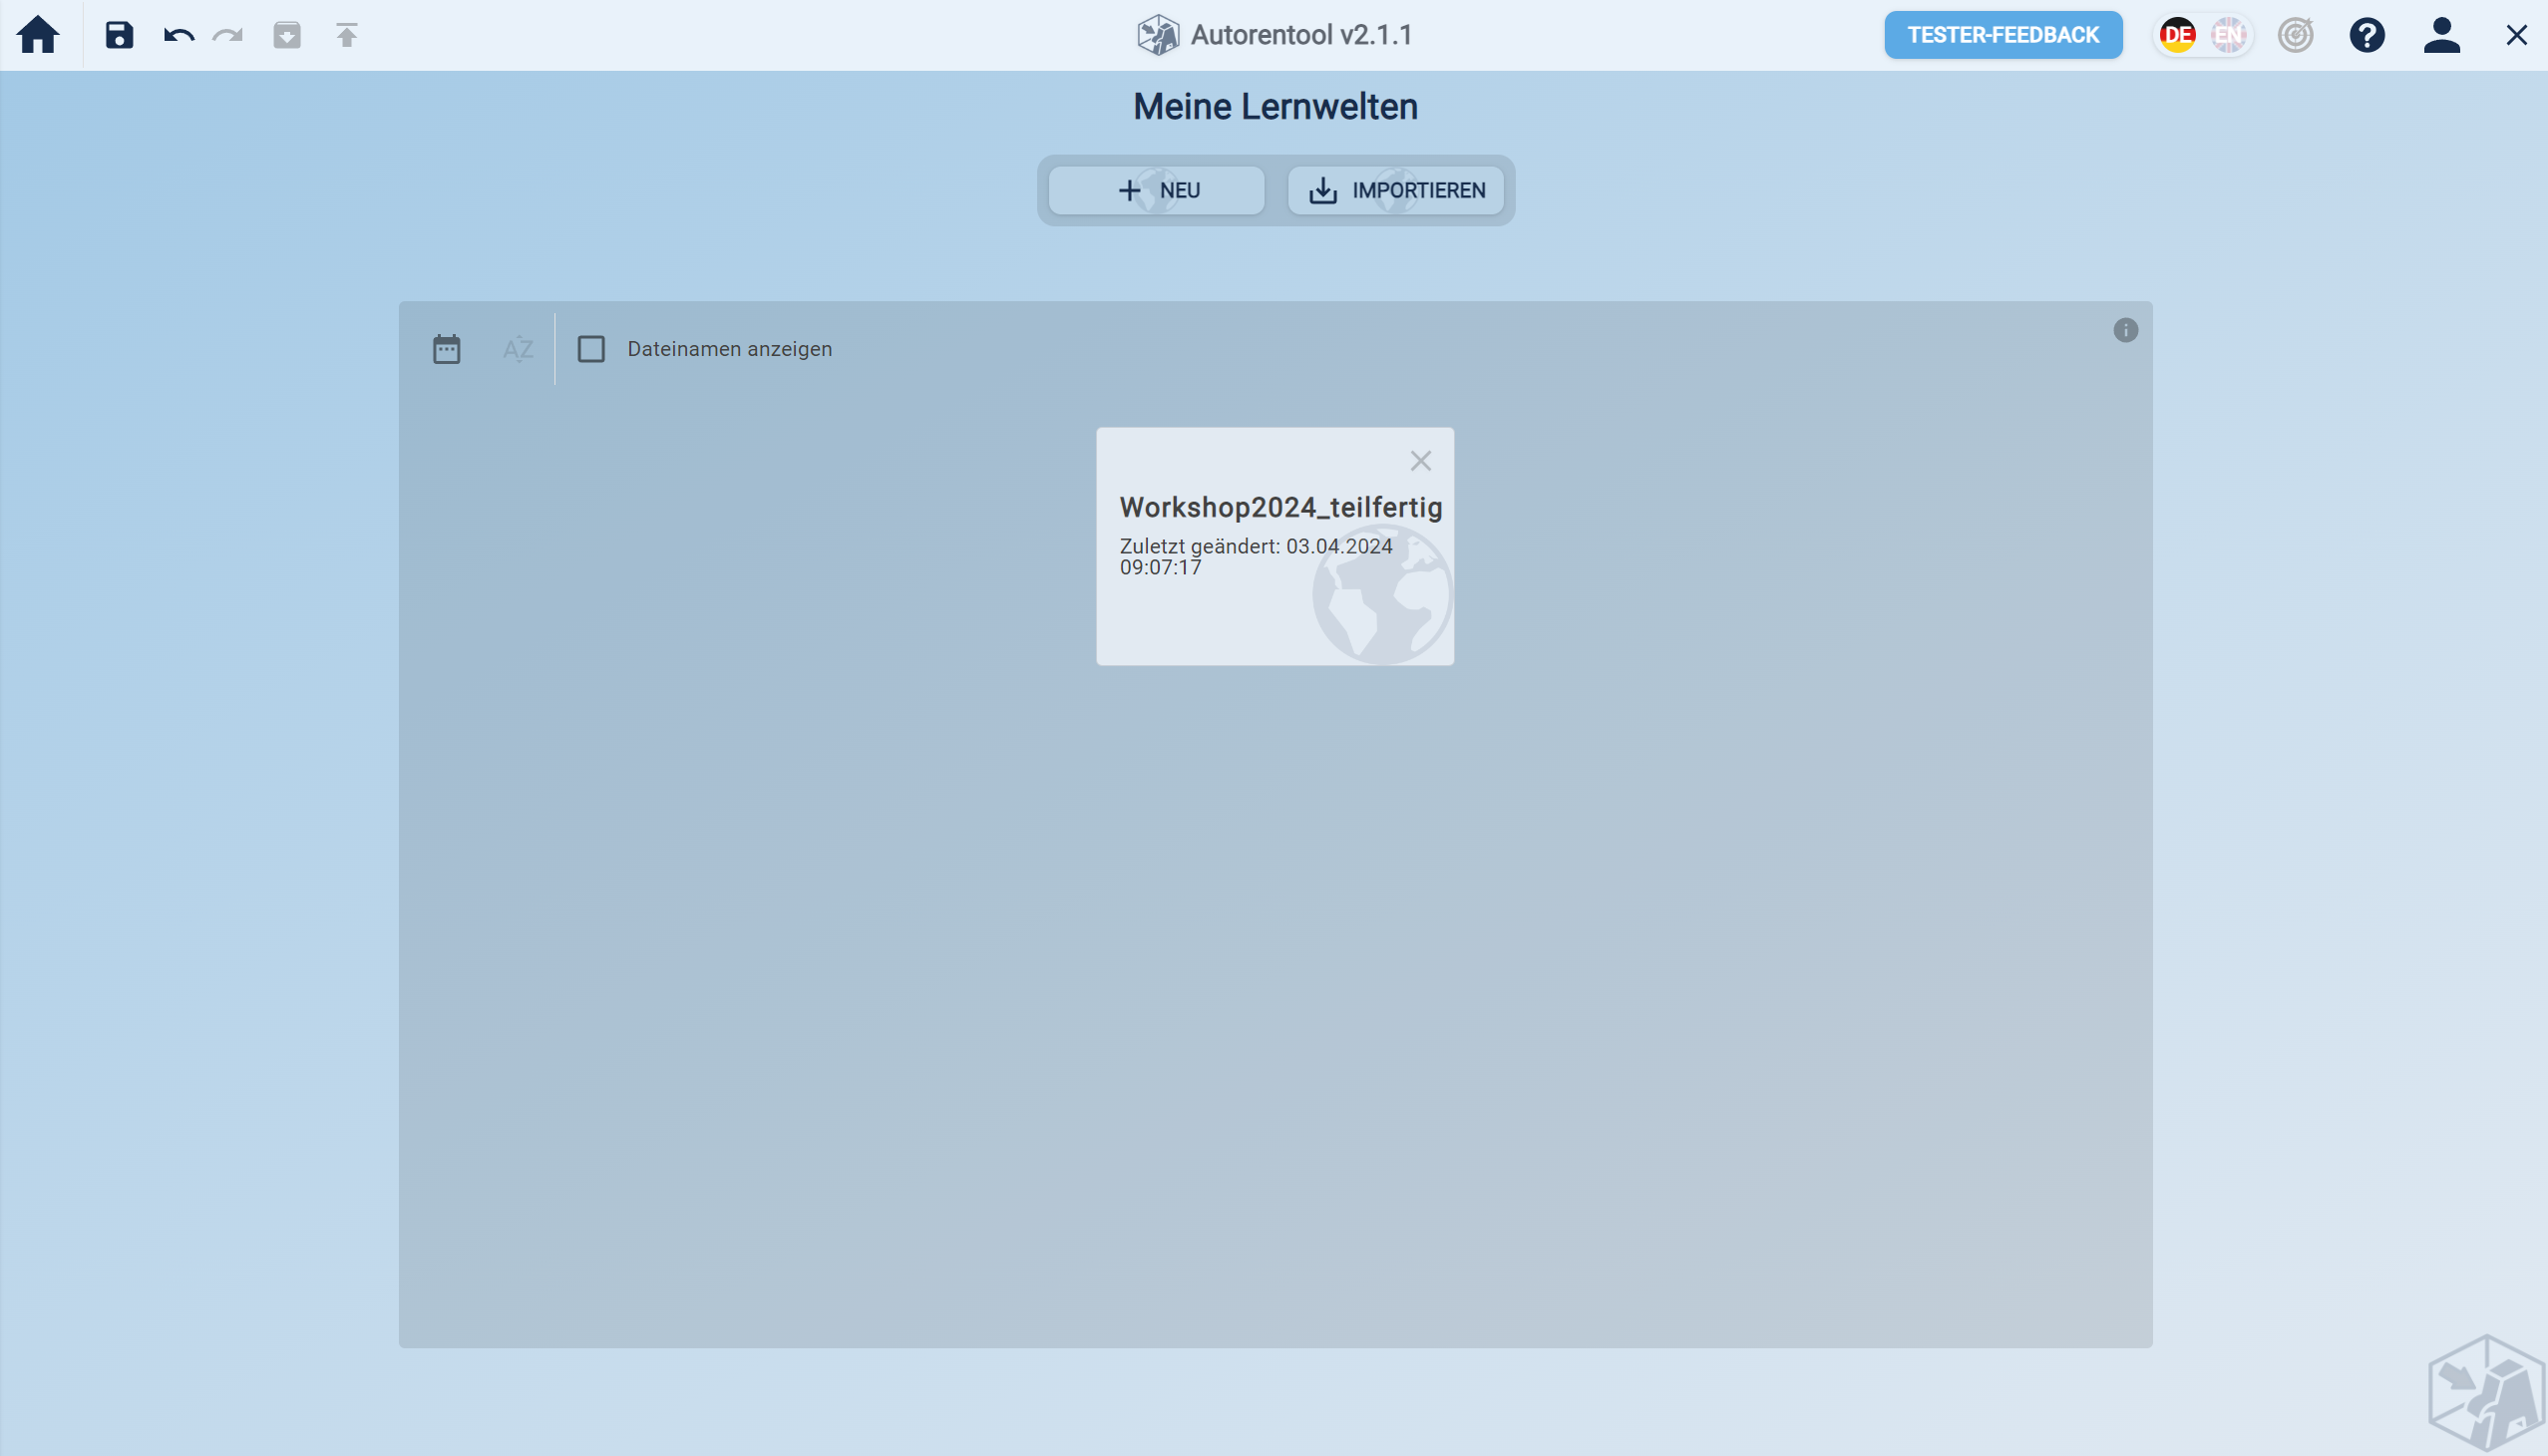 Autorentool v2.1.1
TESTER-FEEDBACK
DE
EN
Meine Lernwelten
NEU
IMPORTIEREN
AZ
Dateinamen anzeigen
Workshop2024_teilfertig
Zuletzt geändert: 03.04.2024
09:07:17